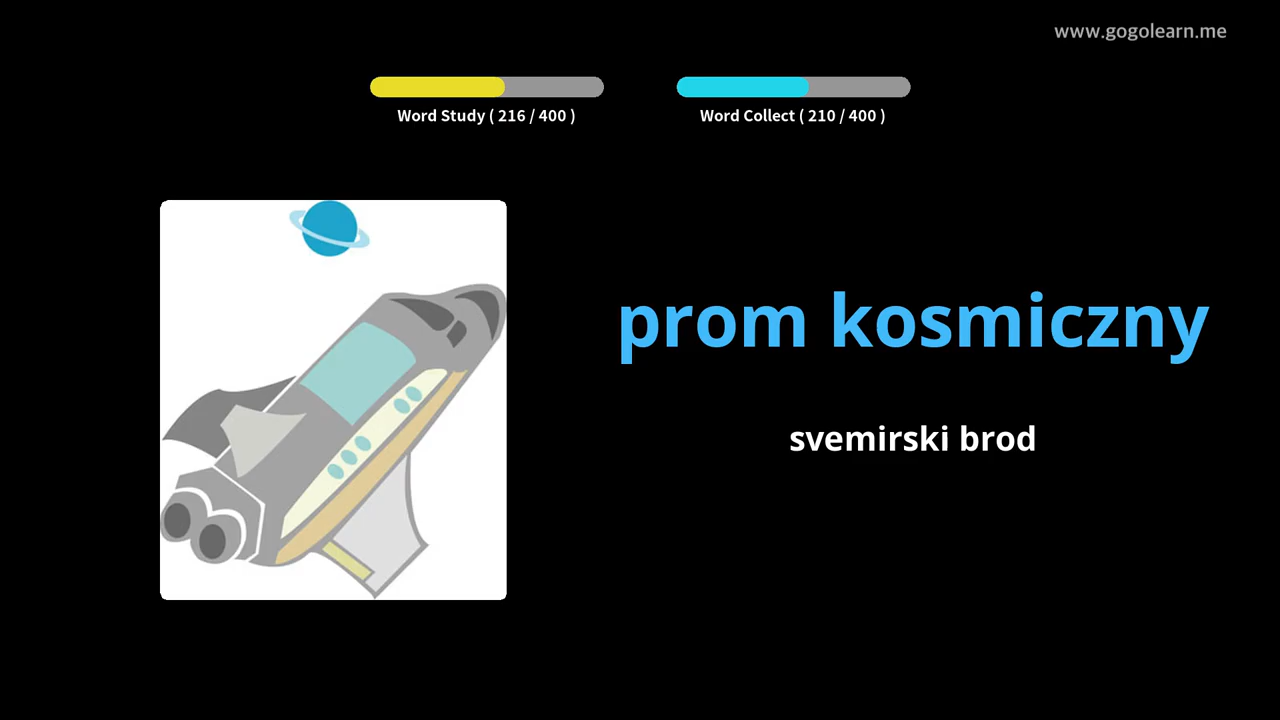 www.gogolearn.me
Word Study ( 216 / 400 )
Word Collect ( 210 / 400 )
prom kosmiczny
svemirski brod